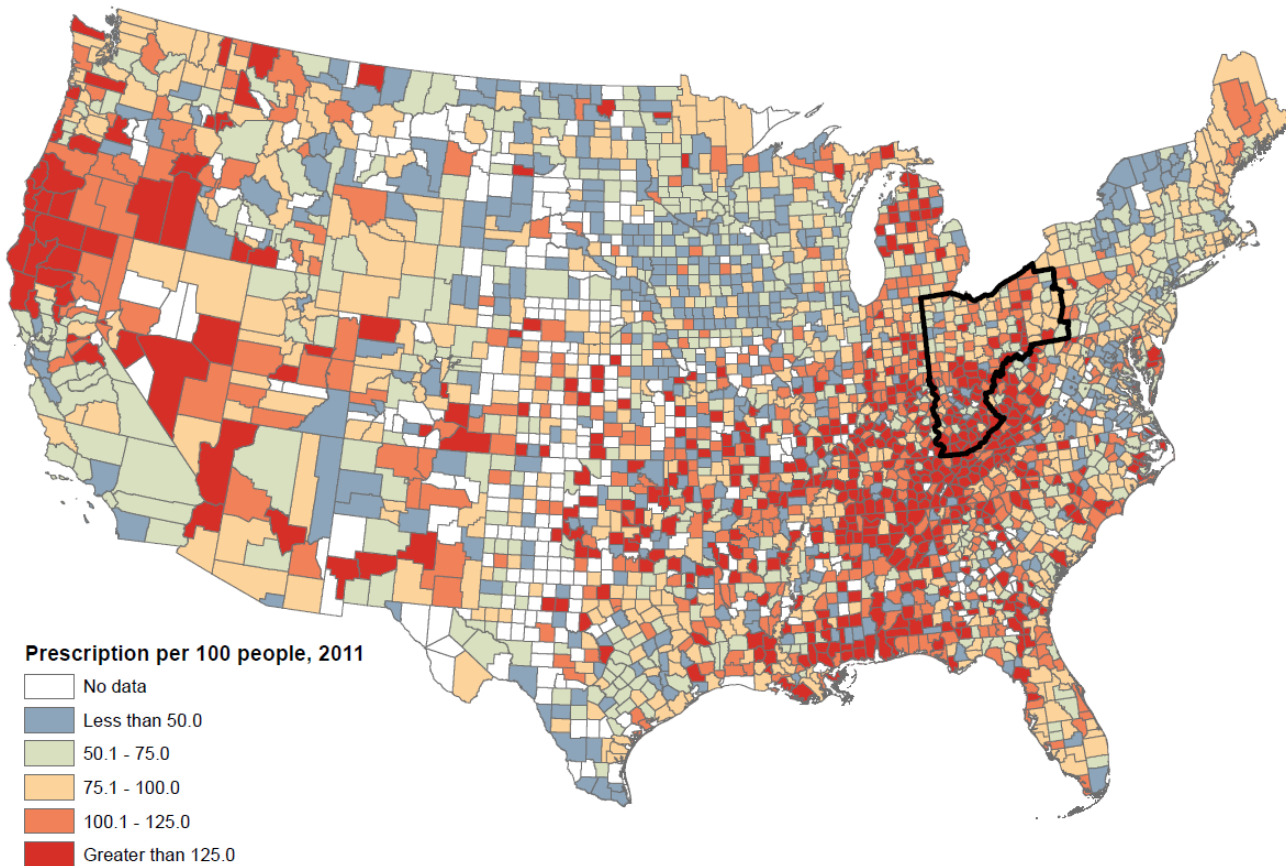 Prescription per 100 people, 2011
No data
Less than 50.0
50.1 - 75.0
75.1 - 100.0
100.1 - 125.0
Greater than 125.0